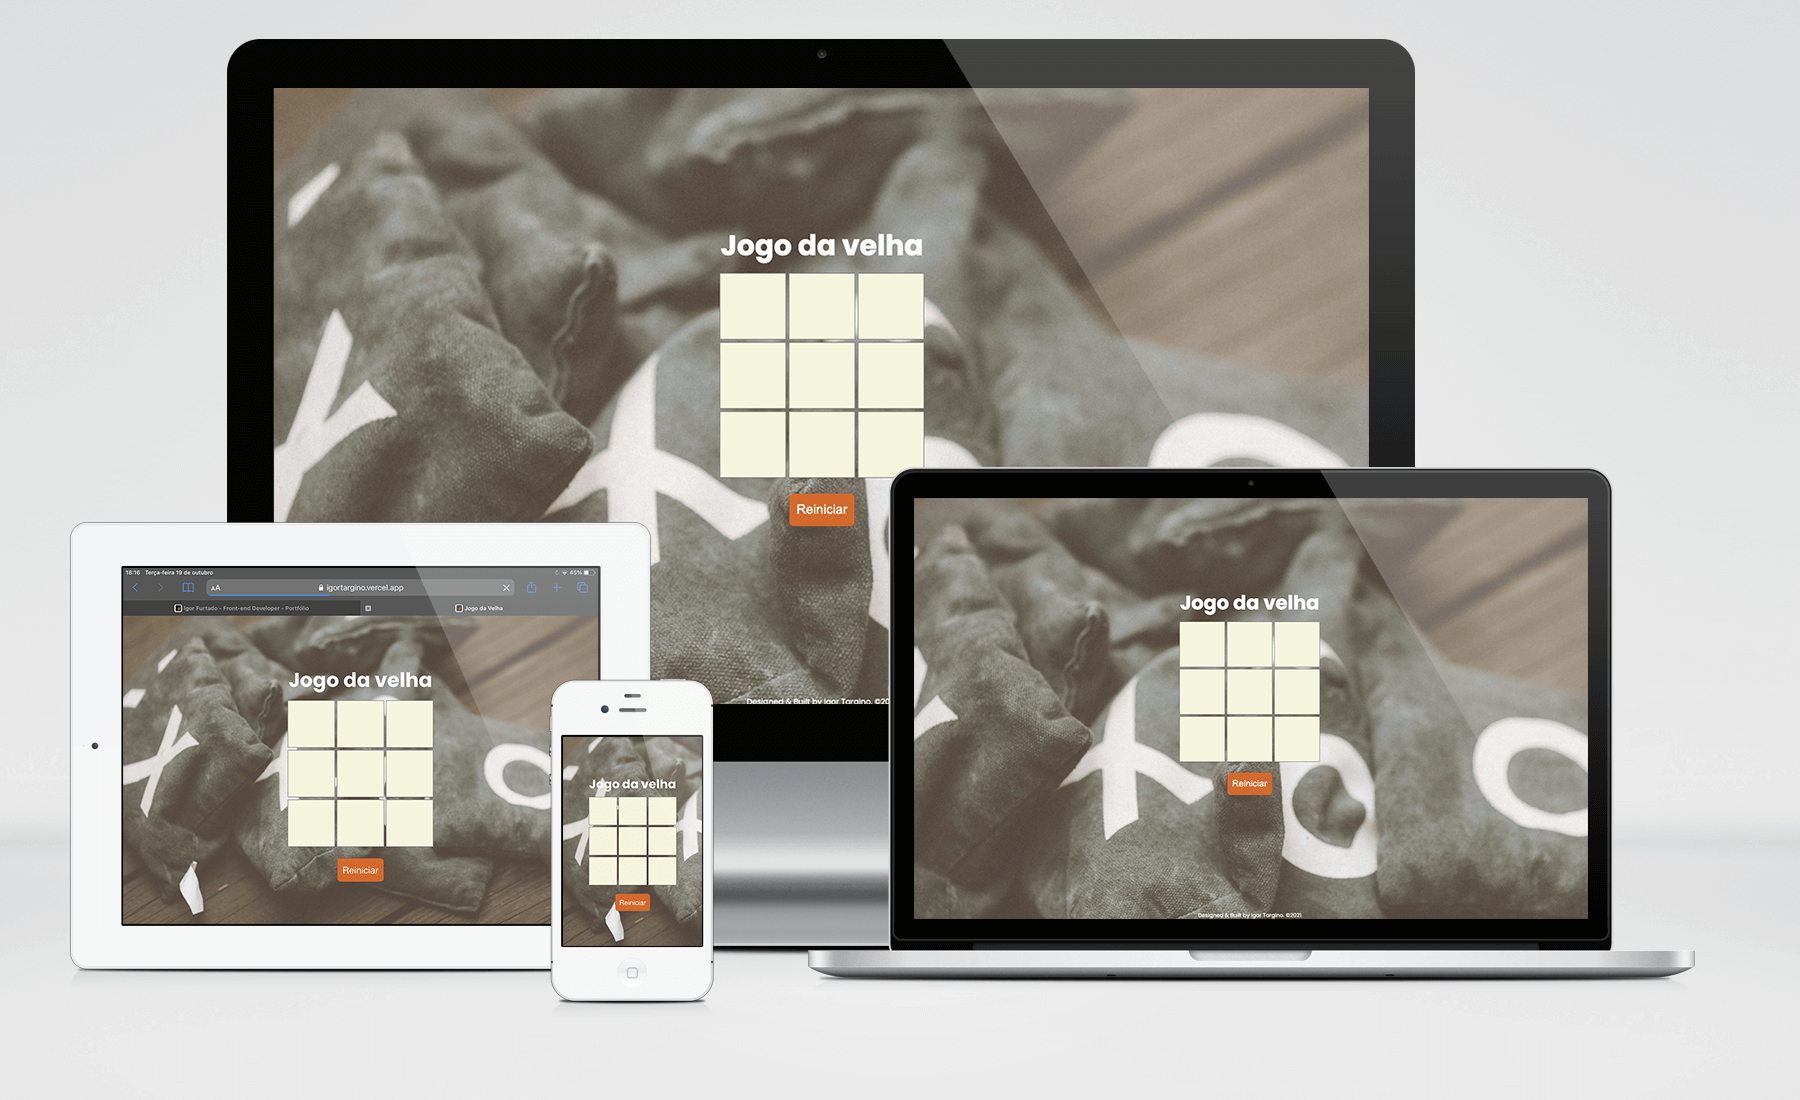 Jogo da velha
Reiniciar
Designed & Built by Igor Targino. ©20
18:16 Terça-feira 19 de outubro
45%
AA
igortargino.vercel.app
Igor Furtado - Front-end Developer - Portfólio
Jogo da Velha
Jogo da velha
Reiniciar
Jogo da velha
Reiniciar
Jogo da velha
Reiniciar
Designed & Built by Igor Targino. ©2021